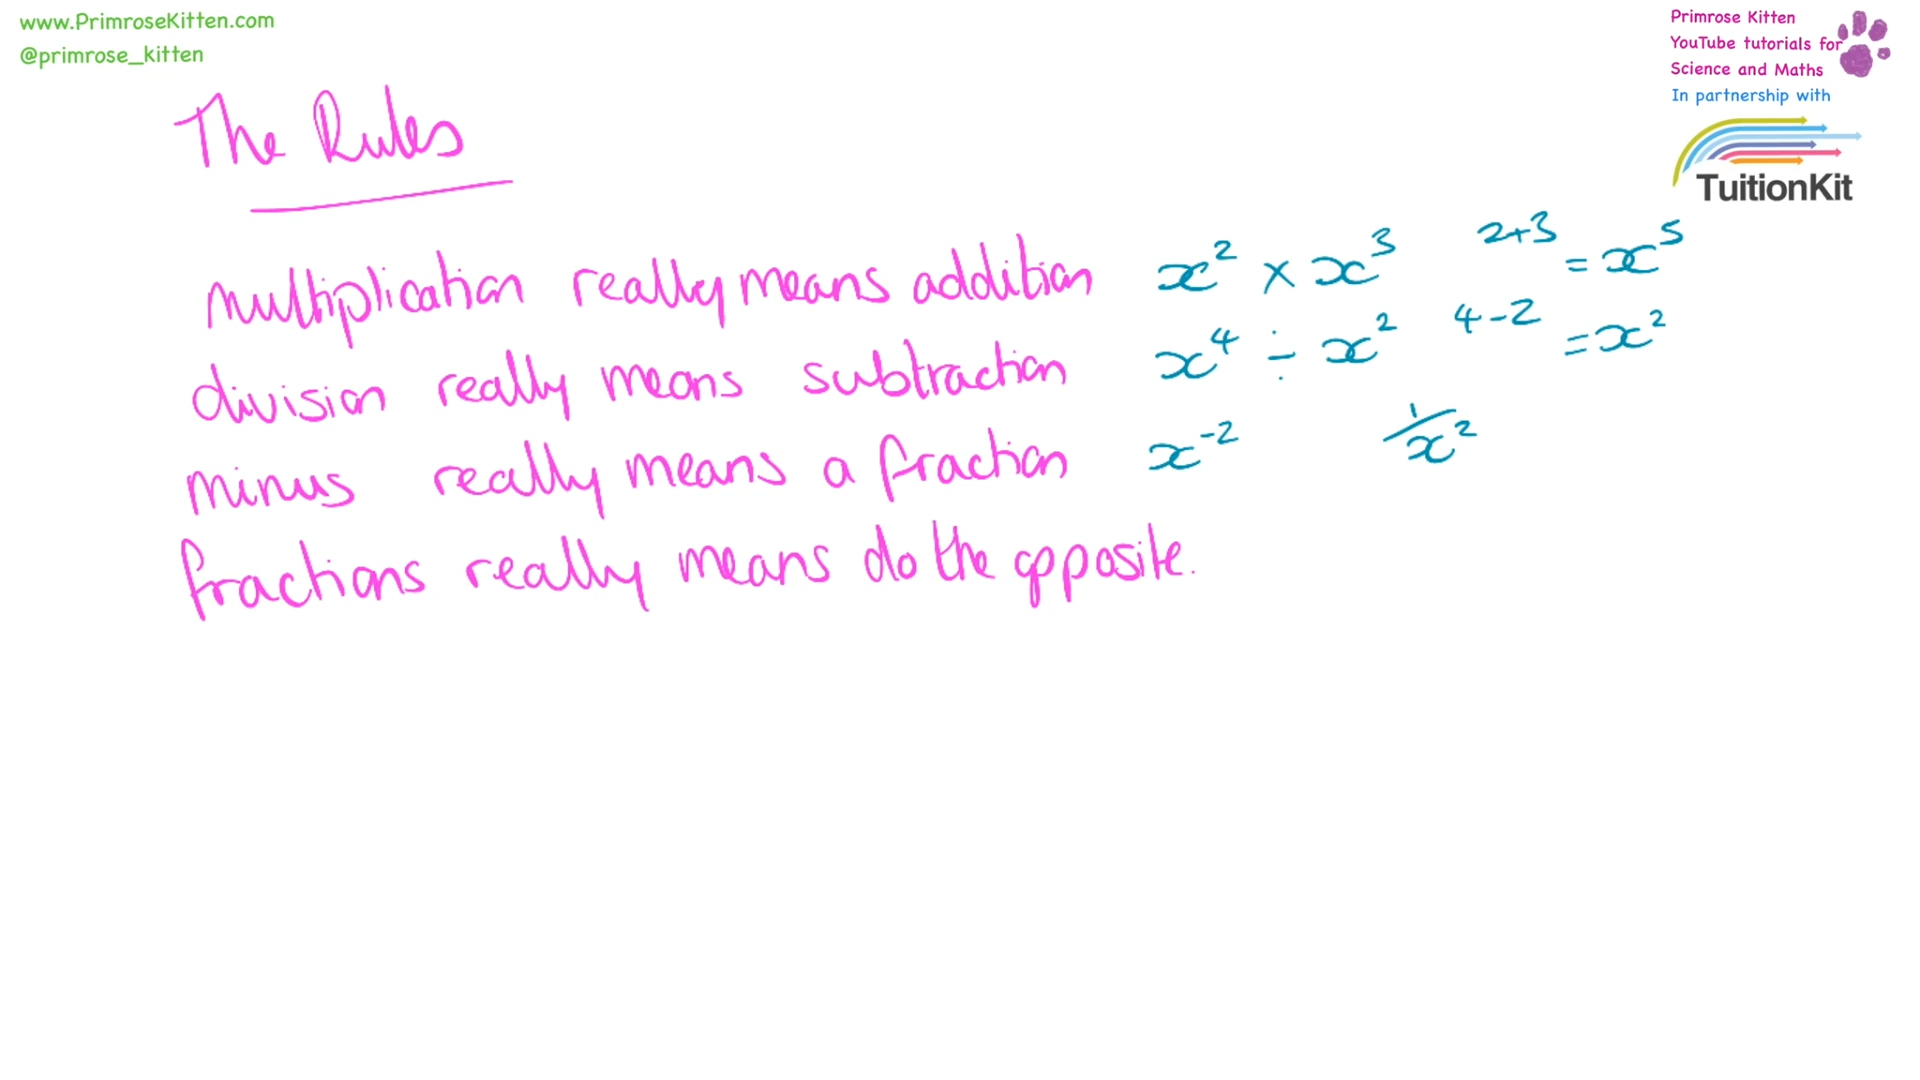 www.PrimroseKitten.com
@primrose_kitten
Primrose Kitten
YouTube tutorials for
Science and Maths
In partnership with
TuitionKit
The Rules
Multiplication really means addition x² × x³ 2+3 = x⁵
division really means subtraction x⁴ ÷ x² 4-2 = x²
minus really means a fraction x⁻² 1/x²
fractions really means do the opposite.